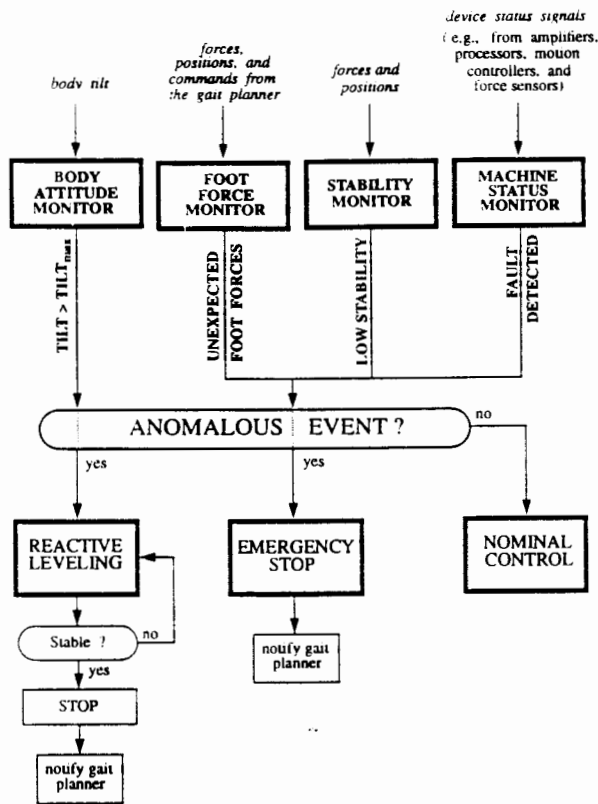 device status signals
( e.g., from amplifiers,
processors, motion
controllers, and
force sensors)
forces,
positions, and
commands from
the gait planner
forces and
positions
body tilt
BODY
ATTITUDE
MONITOR
FOOT
FORCE
MONITOR
STABILITY
MONITOR
MACHINE
STATUS
MONITOR
TILT > TILTmax
UNEXPECTED
FOOT FORCES
LOW STABILITY
FAULT
DETECTED
ANOMALOUS EVENT ?
no
yes
yes
REACTIVE
LEVELING
EMERGENCY
STOP
NOMINAL
CONTROL
Stable ?
no
yes
notify gait
planner
STOP
notify gait
planner